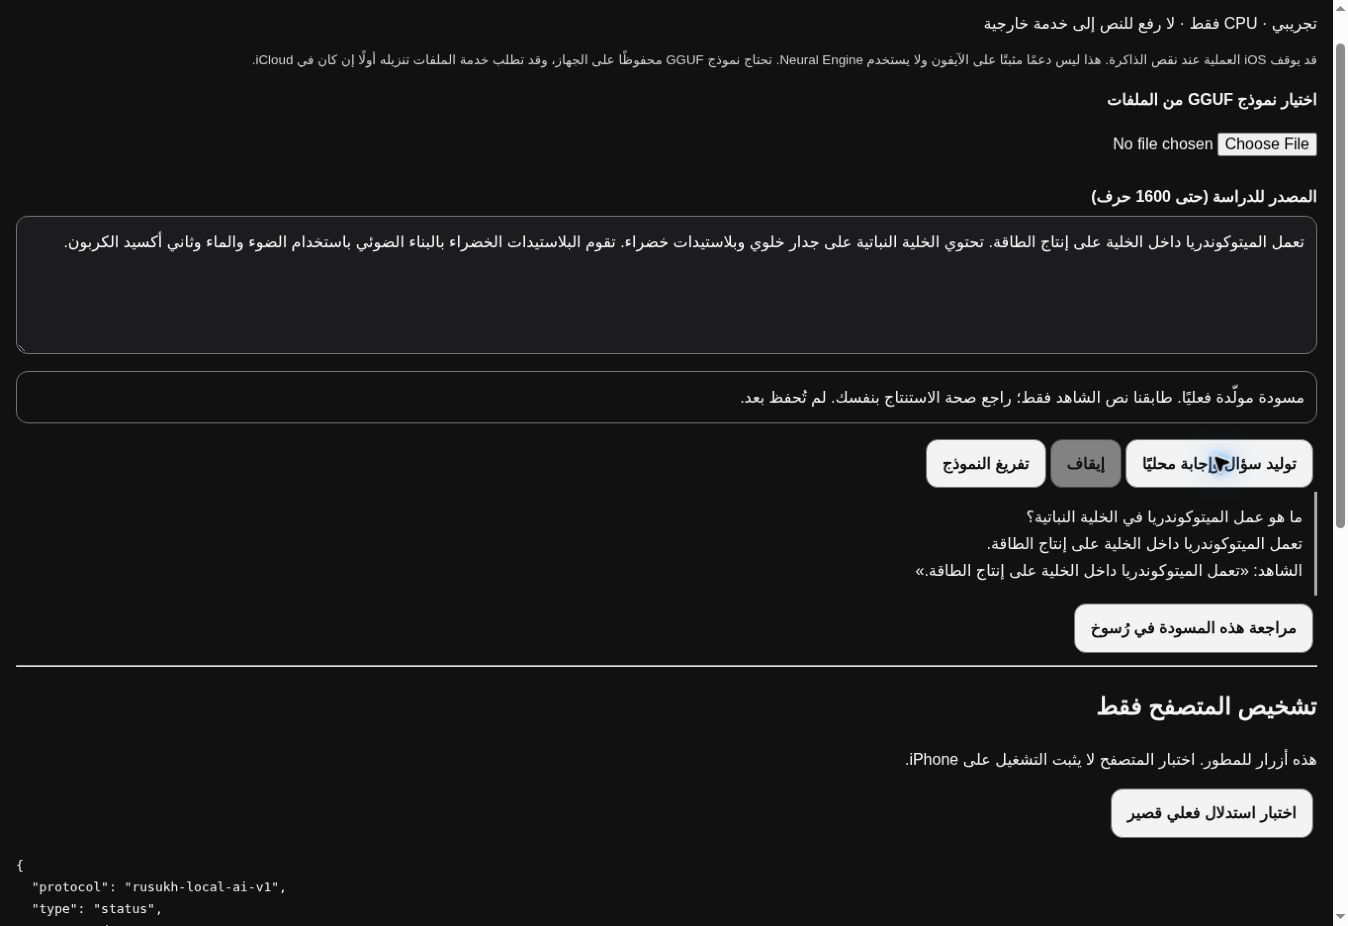 تجريبي · CPU فقط · لا رفع للنص إلى خدمة خارجية
قد يوقف iOS العملية عند نقص الذاكرة. هذا ليس دعمًا مثبتًا على الآيفون ولا يستخدم Neural Engine. تحتاج نموذج GGUF محفوظًا على الجهاز، وقد تطلب خدمة الملفات تنزيله أولًا إن كان في iCloud.
اختيار نموذج GGUF من الملفات
Choose File No file chosen
المصدر للدراسة (حتى 1600 حرف)
تعمل الميتوكوندريا داخل الخلية على إنتاج الطاقة. تحتوي الخلية النباتية على جدار خلوي وبلاستيدات خضراء. تقوم البلاستيدات الخضراء بالبناء الضوئي باستخدام الضوء والماء وثاني أكسيد الكربون.
مسودة مولّدة فعليًا. طابقنا نص الشاهد فقط؛ راجع صحة الاستنتاج بنفسك. لم تُحفظ بعد.
توليد سؤال وإجابة محليًا
إيقاف
تفريغ النموذج
ما هو عمل الميتوكوندريا في الخلية النباتية؟
تعمل الميتوكوندريا داخل الخلية على إنتاج الطاقة.
الشاهد: «تعمل الميتوكوندريا داخل الخلية على إنتاج الطاقة.»
مراجعة هذه المسودة في رُسوخ
تشخيص المتصفح فقط
هذه أزرار للمطور. اختبار المتصفح لا يثبت التشغيل على iPhone.
اختبار استدلال فعلي قصير
{
"protocol": "rusukh-local-ai-v1",
"type": "status",